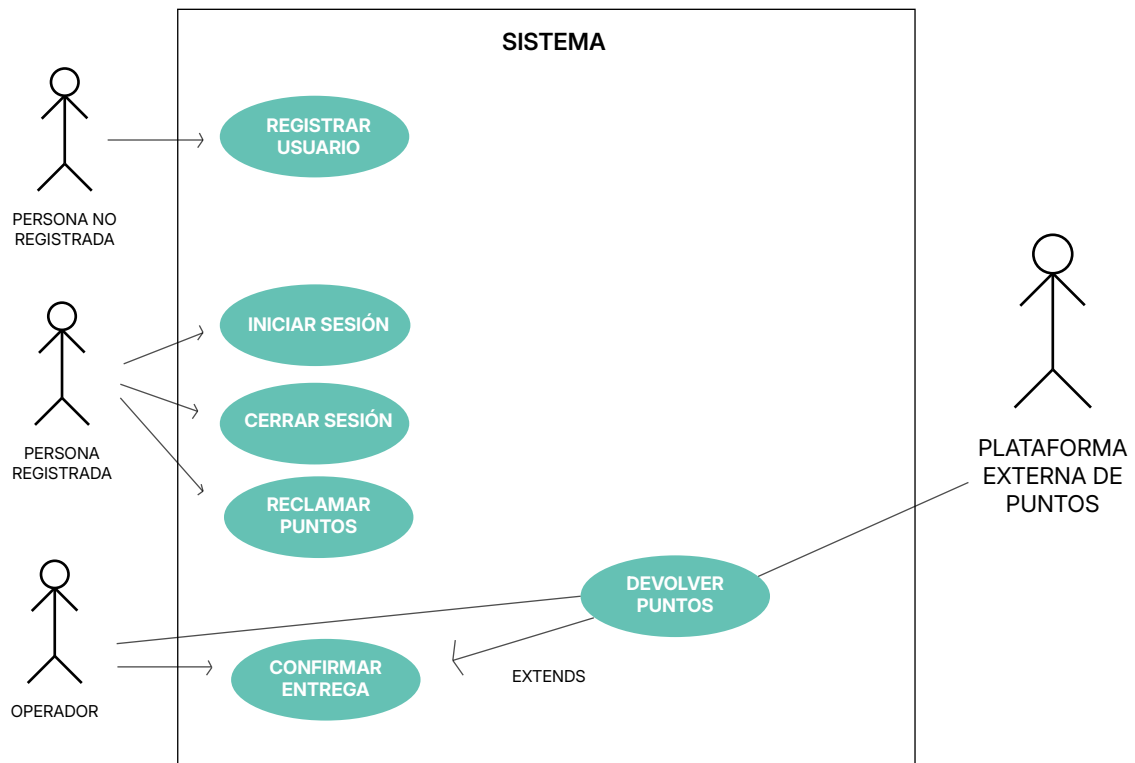 SISTEMA
REGISTRAR
USUARIO
PERSONA NO
REGISTRADA
INICIAR SESIÓN
CERRAR SESIÓN
PERSONA
REGISTRADA
RECLAMAR
PUNTOS
PLATAFORMA
EXTERNA DE
PUNTOS
DEVOLVER
PUNTOS
CONFIRMAR
ENTREGA
EXTENDS
OPERADOR